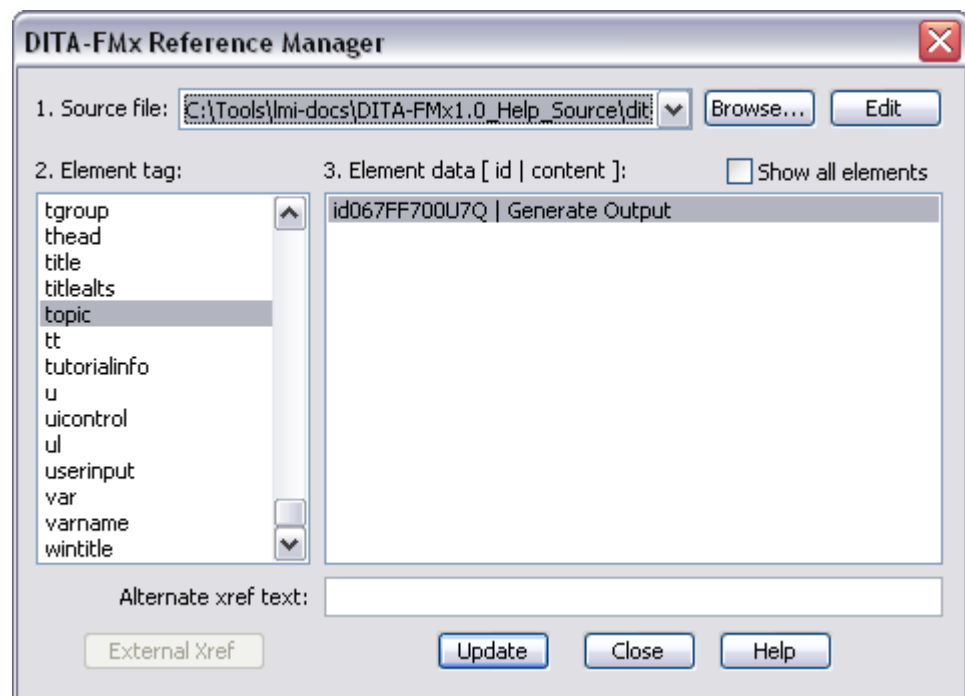 DITA-FMx Reference Manager
1. Source file: C:\Tools\lmi-docs\DITA-FMx1.0_Help_Source\dit Browse... Edit
2. Element tag: 3. Element data [ id | content ]: Show all elements
tgroup id067FF700U7Q | Generate Output
thead
title
titlealts
topic
tt
tutorialinfo
u
uicontrol
ul
userinput
var
varname
wintitle
Alternate xref text:
External Xref Update Close Help